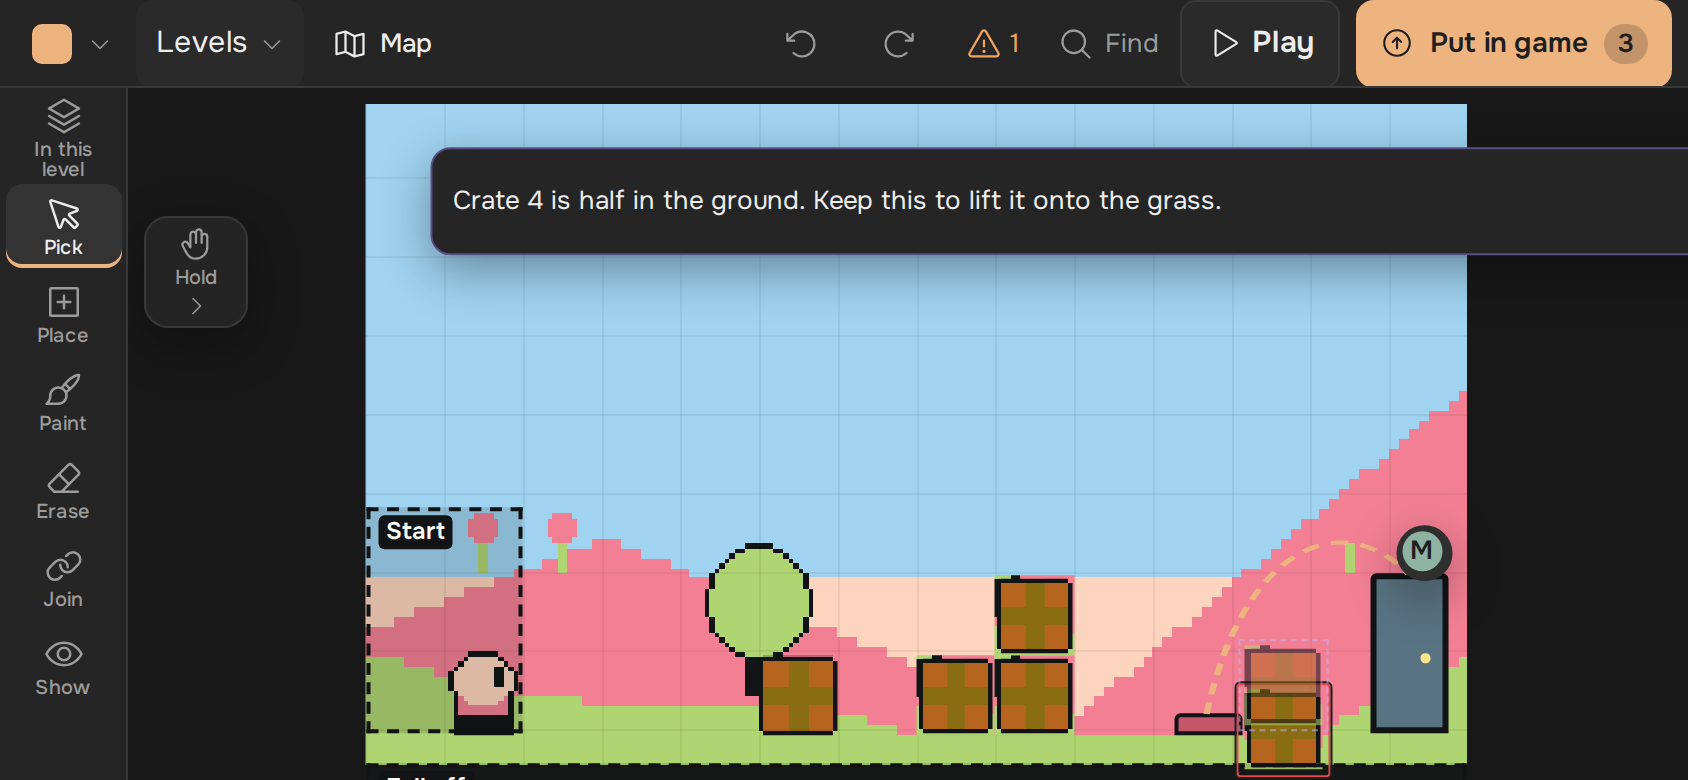 Levels
Map
1
Find
Play
Put in game 3
In this
level
Pick
Hold
Place
Paint
Erase
Join
Show
Crate 4 is half in the ground. Keep this to lift it onto the grass.
Start
M